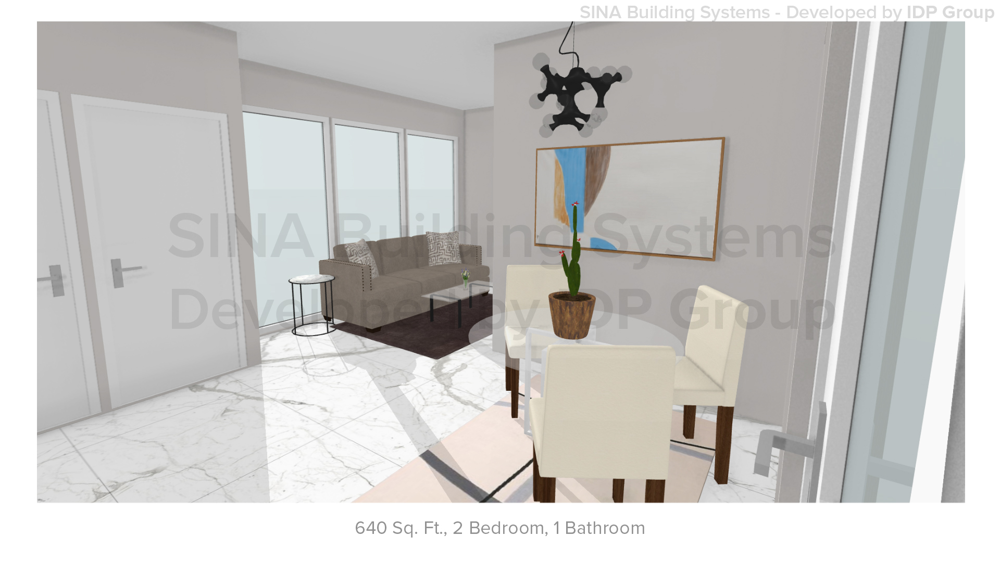 SINA Building Systems - Developed by IDP Group
SINA Building Systems
Developed by IDP Group
640 Sq. Ft., 2 Bedroom, 1 Bathroom